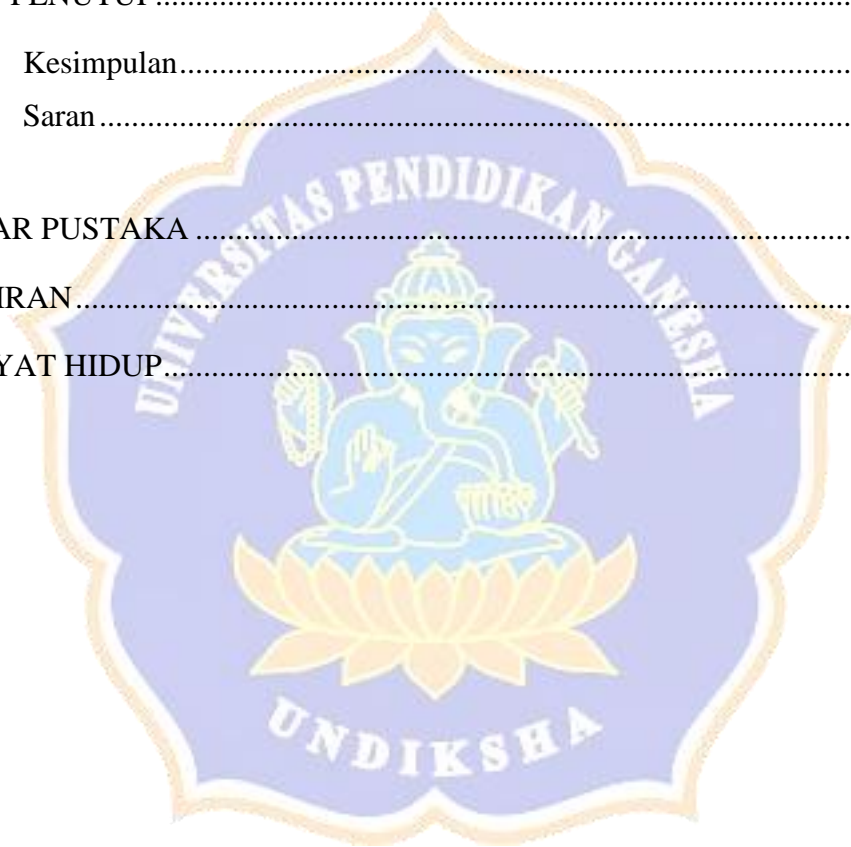 PENUTUP........................................................................................
Kesimpulan....................................................................................
Saran..............................................................................................
AR PUSTAKA ..................................................................................
IRAN.................................................................................................
YAT HIDUP......................................................................................
UNIVERSITAS PENDIDIKAN GANESHA
UNDIKSHA